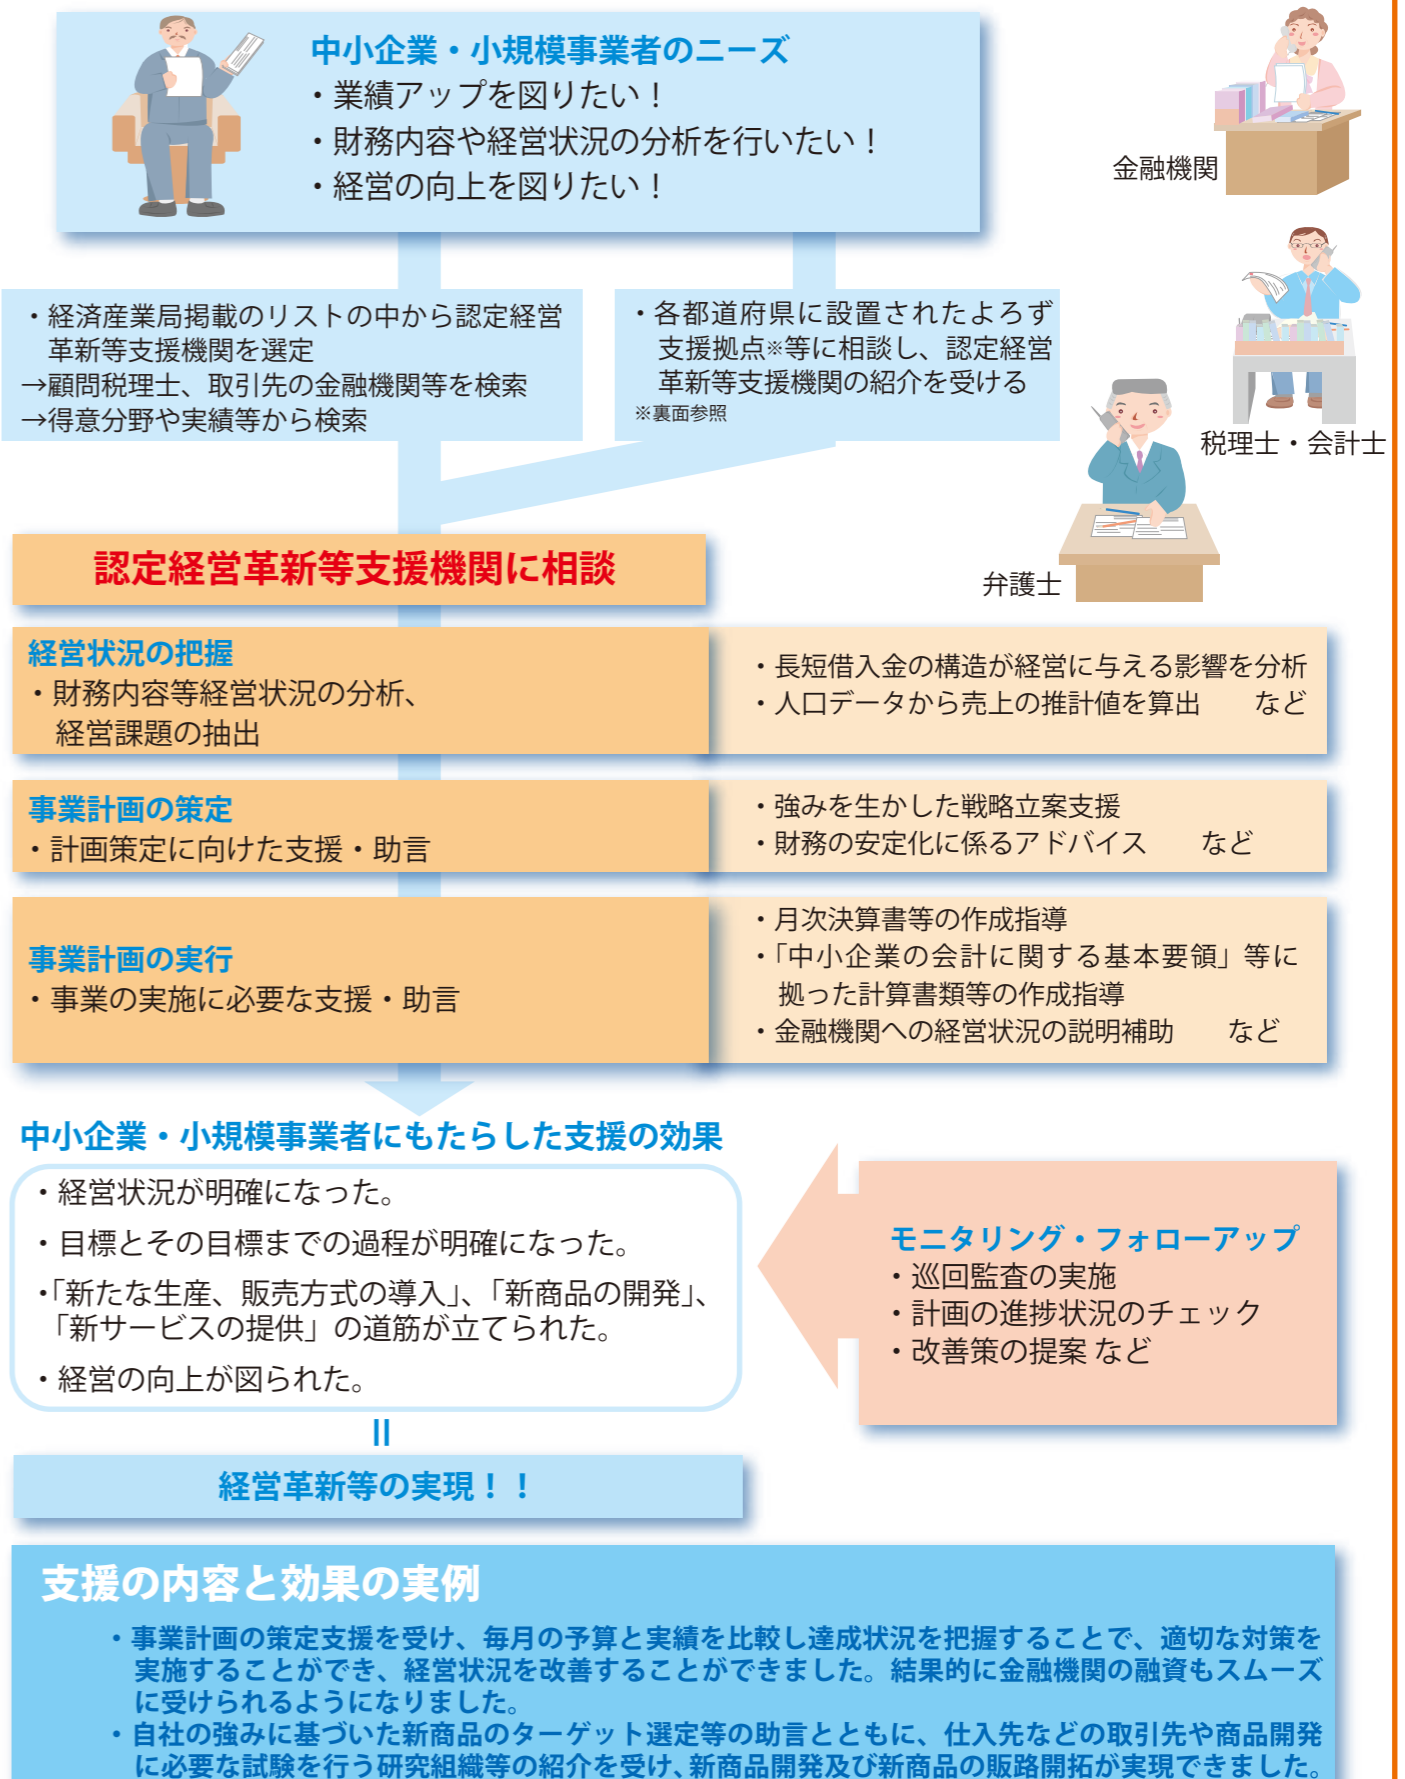 中小企業・小規模事業者のニーズ
・業績アップを図りたい！
・財務内容や経営状況の分析を行いたい！
・経営の向上を図りたい！
金融機関
・経済産業局掲載のリストの中から認定経営
革新等支援機関を選定
→顧問税理士、取引先の金融機関等を検索
→得意分野や実績等から検索
・各都道府県に設置されたよろず
支援拠点※等に相談し、認定経営
革新等支援機関の紹介を受ける
※裏面参照
税理士・会計士
弁護士
認定経営革新等支援機関に相談
経営状況の把握
・財務内容等経営状況の分析、
経営課題の抽出
・長短借入金の構造が経営に与える影響を分析
・人口データから売上の推計値を算出　　など
事業計画の策定
・計画策定に向けた支援・助言
・強みを生かした戦略立案支援
・財務の安定化に係るアドバイス　　など
事業計画の実行
・事業の実施に必要な支援・助言
・月次決算書等の作成指導
・「中小企業の会計に関する基本要領」等に
拠った計算書類等の作成指導
・金融機関への経営状況の説明補助　　など
中小企業・小規模事業者にもたらした支援の効果
・経営状況が明確になった。
・目標とその目標までの過程が明確になった。
・「新たな生産、販売方式の導入」、「新商品の開発」、
「新サービスの提供」の道筋が立てられた。
・経営の向上が図られた。
モニタリング・フォローアップ
・巡回監査の実施
・計画の進捗状況のチェック
・改善策の提案 など
＝
経営革新等の実現！！
支援の内容と効果の実例
・事業計画の策定支援を受け、毎月の予算と実績を比較し達成状況を把握することで、適切な対策を
実施することができ、経営状況を改善することができました。結果的に金融機関の融資もスムーズ
に受けられるようになりました。
・自社の強みに基づいた新商品のターゲット選定等の助言とともに、仕入先などの取引先や商品開発
に必要な試験を行う研究組織等の紹介を受け、新商品開発及び新商品の販路開拓が実現できました。